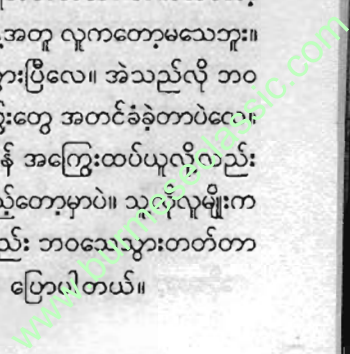 အတူ လူကတော့မသေဘူး။
ားပြီလေ။ အဲသည်လို ဘဝ
ွေးတွေ အတင်ခံခဲ့တာပဲလေ။
န် အကြွေးထပ်ယူလို့လည်း
ည့်တော့မှာပဲ။ သူ့လိုလူမျိုးက
ည်း ဘဝသေသွားတတ်တာ
ပြောပါတယ်။
www.burmeseclassic.com